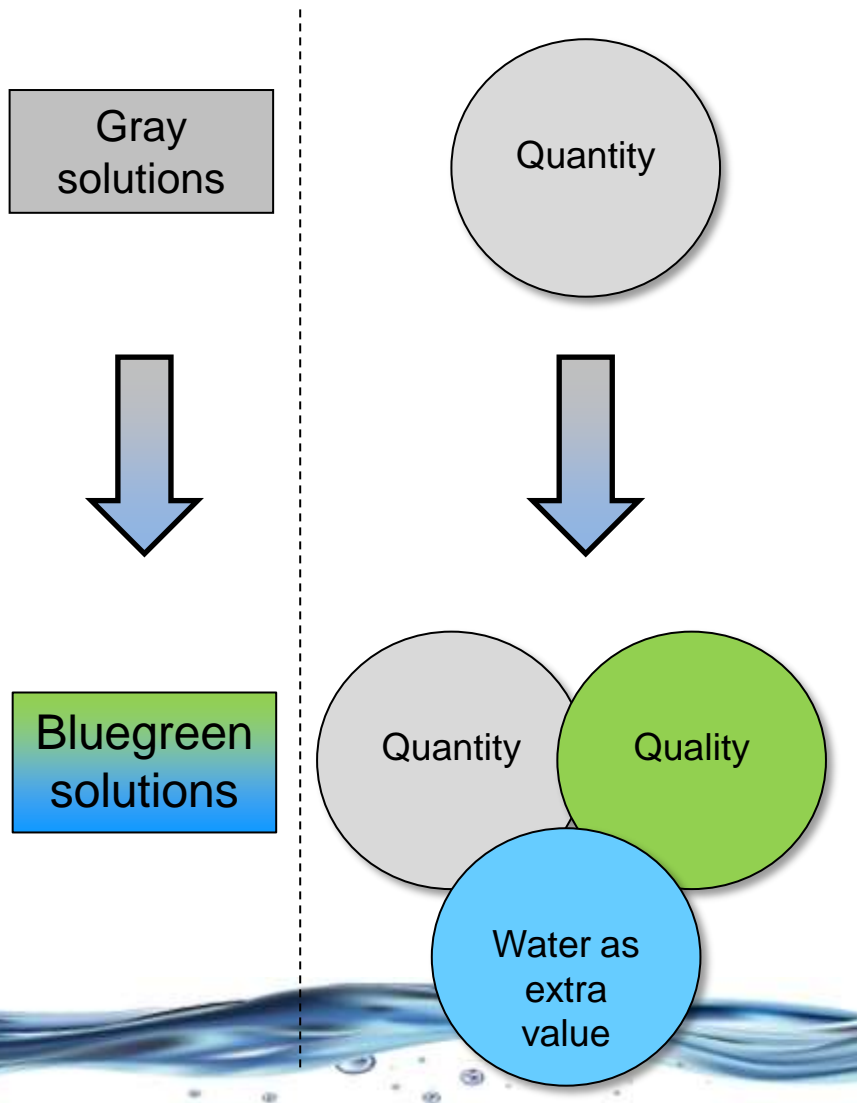 Gray
solutions
Quantity
Bluegreen
solutions
Quantity
Quality
Water as
extra
value